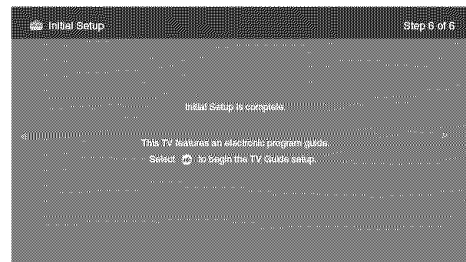 Initial Setup
Step 6 of 6
Initial Setup is complete.
This TV features an electronic program guide.
Select to begin the TV Guide setup.